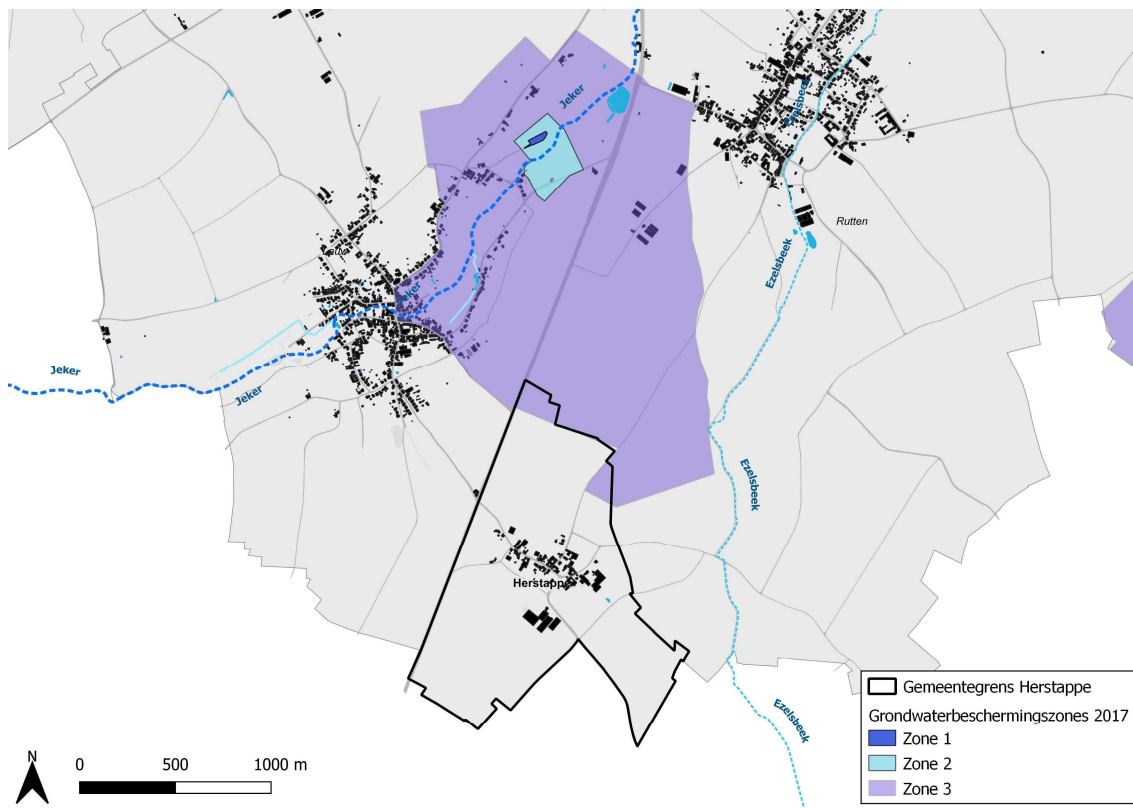 Jeker
Ezelsbeek
Rutten
Ezelsbeek
Jeker
Jeker
Jeker
Ezelsbeek
Herstappe
Ezelsbeek
Gemeentegrens Herstappe
Grondwaterbeschermingszones 2017
Zone 1
Zone 2
Zone 3
N
0 500 1000 m